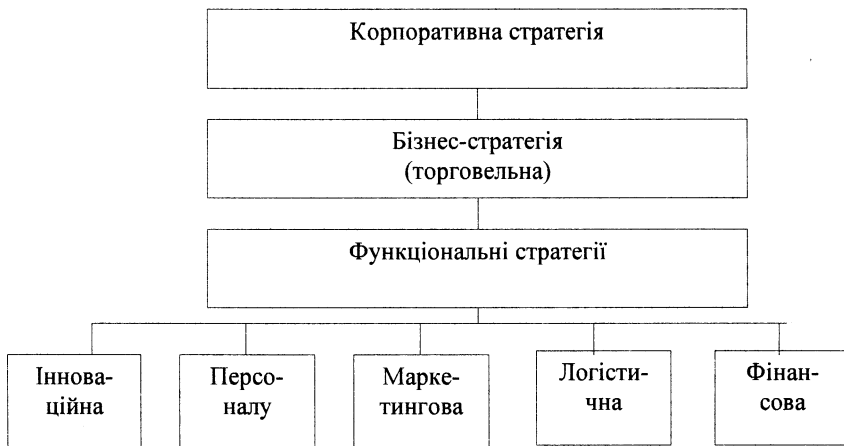 Корпоративна стратегія
Бізнес-стратегія
(торговельна)
Функціональні стратегії
Іннова-
ційна
Персо-
налу
Марке-
тингова
Логісти-
чна
Фінан-
сова